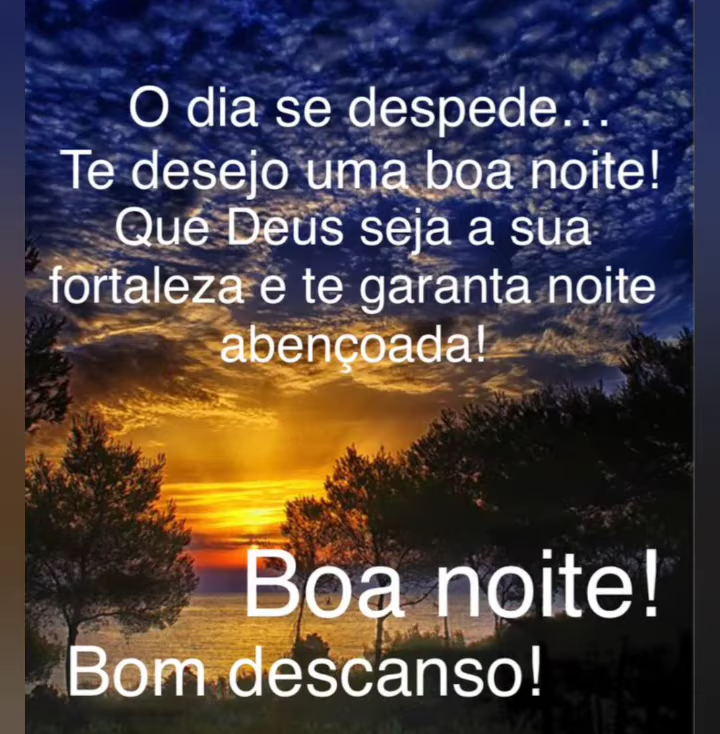 O dia se despede...
Te desejo uma boa noite!
Que Deus seja a sua
fortaleza e te garanta noite
abençoada!
Boa noite!
Bom descanso!